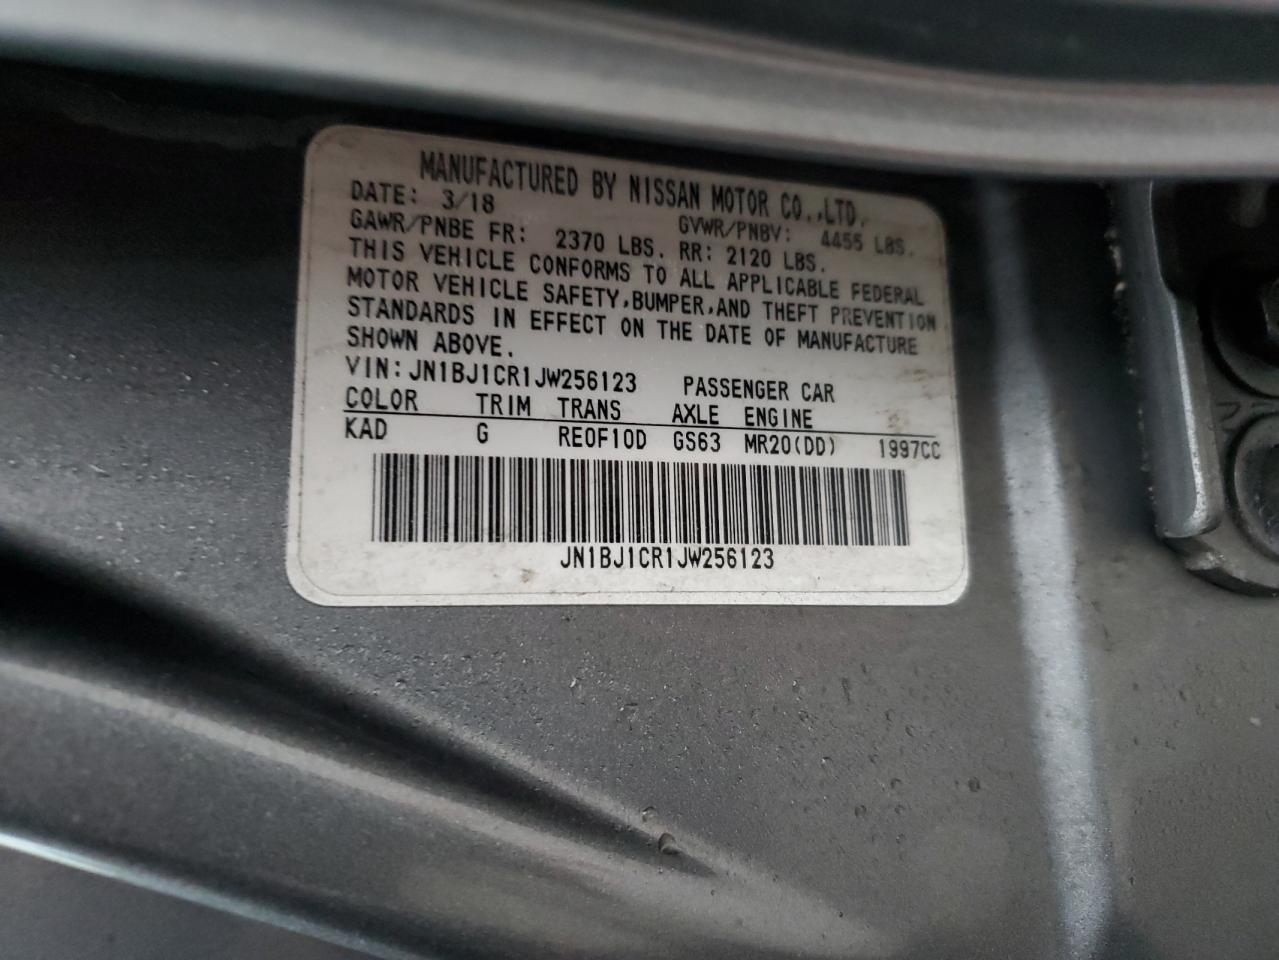 MANUFACTURED BY NISSAN MOTOR CO.,LTD.
DATE: 3/18 GVWR/PNBV: 4455 LBS.
GAWR/PNBE FR: 2370 LBS. RR: 2120 LBS.
THIS VEHICLE CONFORMS TO ALL APPLICABLE FEDERAL
MOTOR VEHICLE SAFETY,BUMPER,AND THEFT PREVENTION
STANDARDS IN EFFECT ON THE DATE OF MANUFACTURE
SHOWN ABOVE.
VIN:JN1BJ1CR1JW256123 PASSENGER CAR
COLOR TRIM TRANS AXLE ENGINE
KAD G RE0F10D GS63 MR20(DD) 1997CC
JN1BJ1CR1JW256123